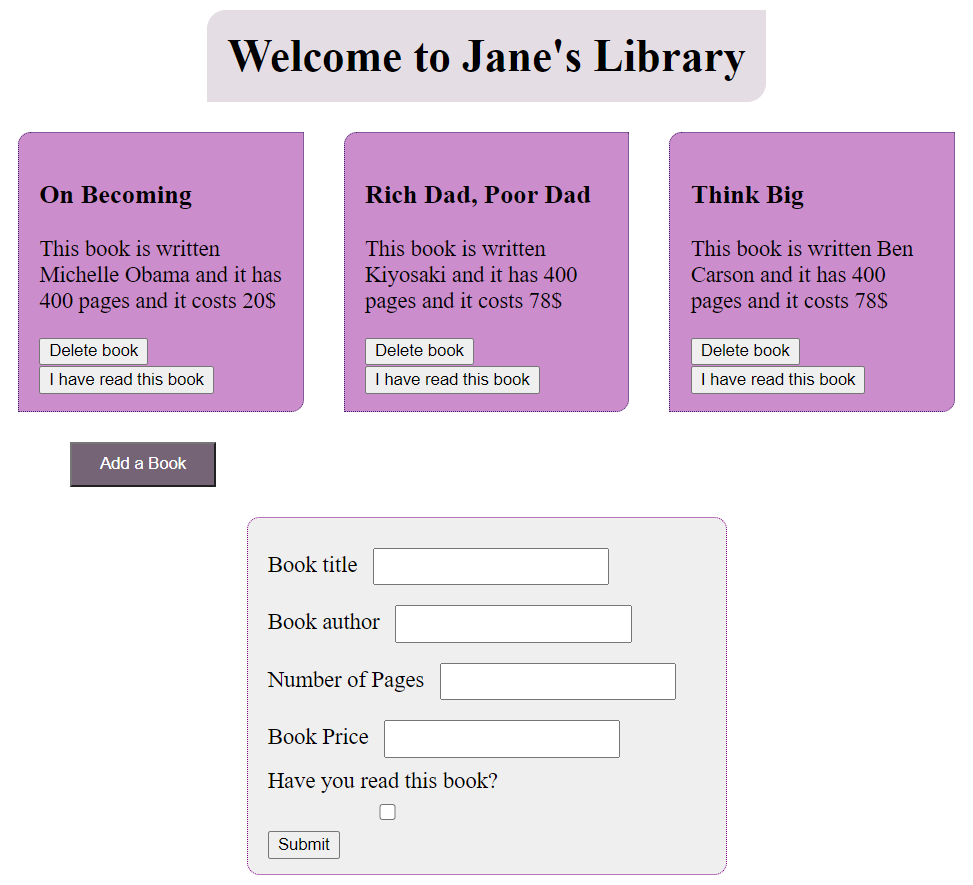 Welcome to Jane's Library
On Becoming
This book is written
Michelle Obama and it has
400 pages and it costs 20$
Delete book
I have read this book
Rich Dad, Poor Dad
This book is written
Kiyosaki and it has 400
pages and it costs 78$
Delete book
I have read this book
Think Big
This book is written Ben
Carson and it has 400
pages and it costs 78$
Delete book
I have read this book
Add a Book
Book title
Book author
Number of Pages
Book Price
Have you read this book?
Submit